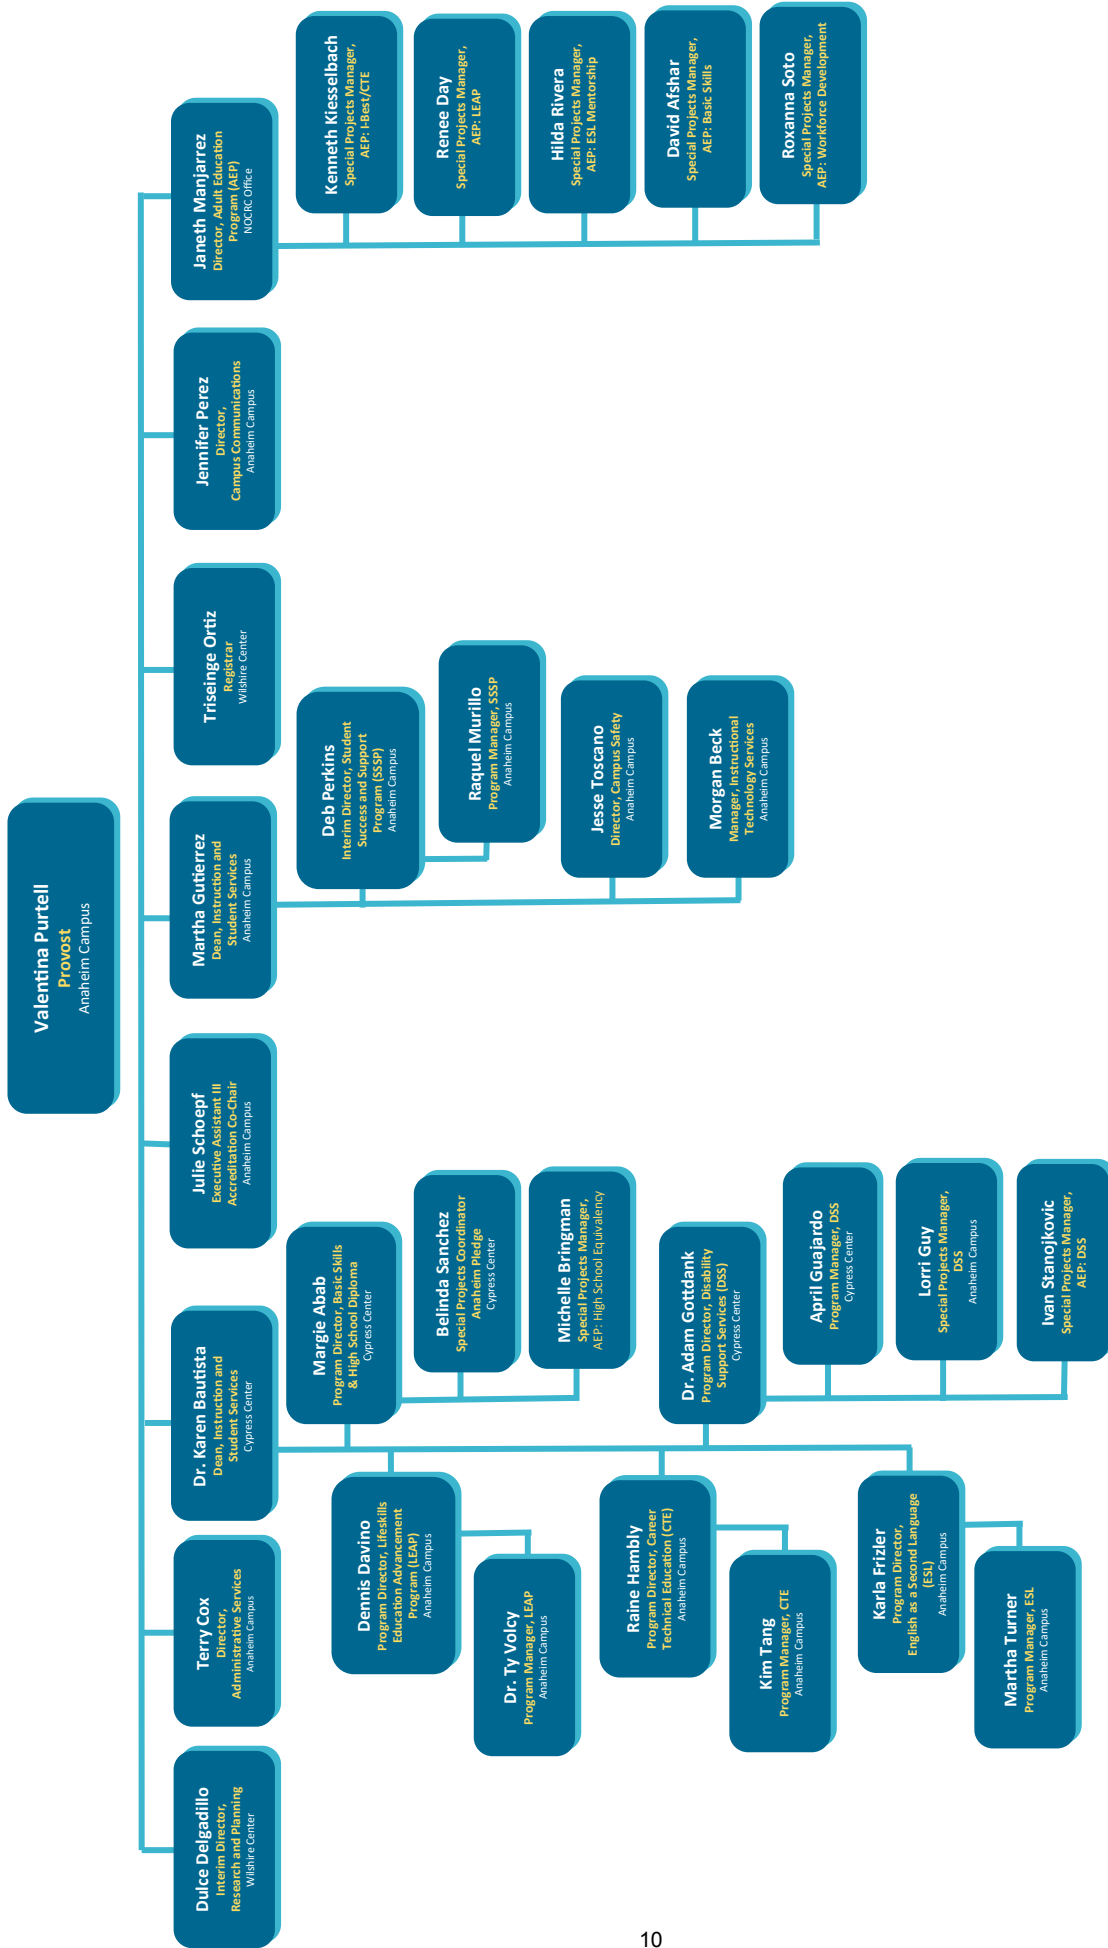 Valentina Purtell
Provost
Anaheim Campus
Dulce Delgadillo
Interim Director,
Research and Planning
Wilshire Center
Terry Cox
Director,
Administrative Services
Anaheim Campus
Dr. Karen Bautista
Dean, Instruction and
Student Services
Cypress Center
Julie Schoepf
Executive Assistant III
Accreditation Co-Chair
Anaheim Campus
Martha Gutierrez
Dean, Instruction and
Student Services
Anaheim Campus
Triseinge Ortiz
Registrar
Wilshire Center
Jennifer Perez
Director,
Campus Communications
Anaheim Campus
Janeth Manjarrez
Director, Adult Education
Program (AEP)
NOCRC Office
Dennis Davino
Program Director, Lifeskills
Education Advancement
Program (LEAP)
Anaheim Campus
Dr. Ty Volcy
Program Manager, LEAP
Anaheim Campus
Raine Hambly
Program Director, Career
Technical Education (CTE)
Anaheim Campus
Kim Tang
Program Manager, CTE
Anaheim Campus
Karla Frizler
Program Director,
English as a Second Language
(ESL)
Anaheim Campus
Martha Turner
Program Manager, ESL
Anaheim Campus
Margie Abab
Program Director, Basic Skills
& High School Diploma
Cypress Center
Belinda Sanchez
Special Projects Coordinator
Anaheim Pledge
Cypress Center
Michelle Bringman
Special Projects Manager,
AEP: High School Equivalency
Dr. Adam Gottdank
Program Director, Disability
Support Services (DSS)
Cypress Center
April Guajardo
Program Manager, DSS
Cypress Center
Lorri Guy
Special Projects Manager,
DSS
Anaheim Campus
Ivan Stanojkovic
Special Projects Manager,
AEP: DSS
Deb Perkins
Interim Director, Student
Success and Support
Program (SSSP)
Anaheim Campus
Raquel Murillo
Program Manager, SSSP
Anaheim Campus
Jesse Toscano
Director, Campus Safety
Anaheim Campus
Morgan Beck
Manager, Instructional
Technology Services
Anaheim Campus
Kenneth Kiesselbach
Special Projects Manager,
AEP: I-Best/CTE
Renee Day
Special Projects Manager,
AEP: LEAP
Hilda Rivera
Special Projects Manager,
AEP: ESL Mentorship
David Afshar
Special Projects Manager,
AEP: Basic Skills
Roxanna Soto
Special Projects Manager,
AEP: Workforce Development
10